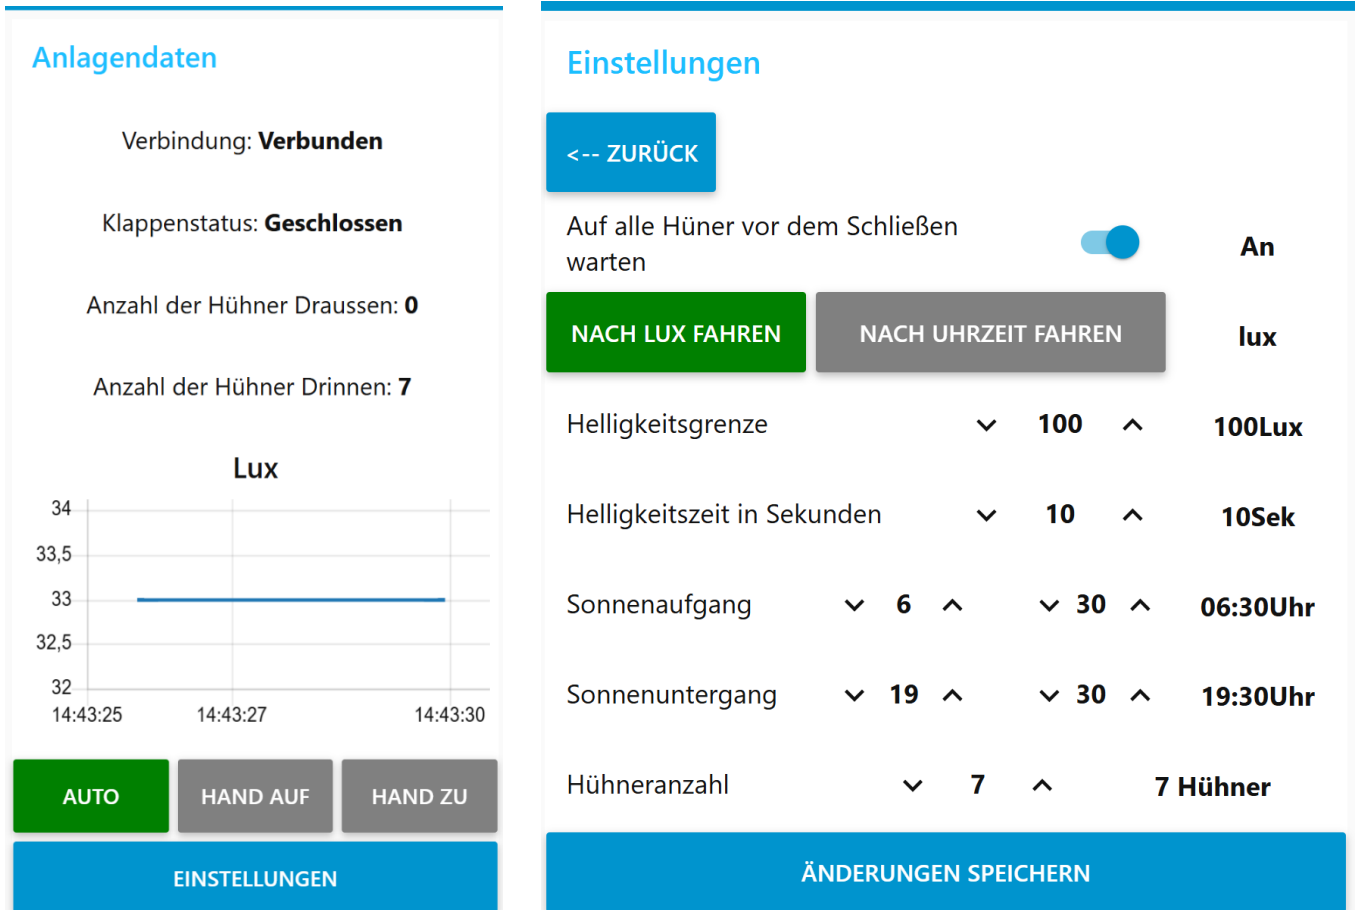 Anlagendaten
Verbindung: Verbunden
Klappenstatus: Geschlossen
Anzahl der Hühner Draussen: 0
Anzahl der Hühner Drinnen: 7
Lux
34
33,5
33
32,5
32
14:43:25 14:43:27 14:43:30
AUTO HAND AUF HAND ZU
EINSTELLUNGEN
Einstellungen
<-- ZURÜCK
Auf alle Hüner vor dem Schließen
warten
An
NACH LUX FAHREN NACH UHRZEIT FAHREN lux
Helligkeitsgrenze 100 100Lux
Helligkeitszeit in Sekunden 10 10Sek
Sonnenaufgang 6 30 06:30Uhr
Sonnenuntergang 19 30 19:30Uhr
Hühneranzahl 7 7 Hühner
ÄNDERUNGEN SPEICHERN